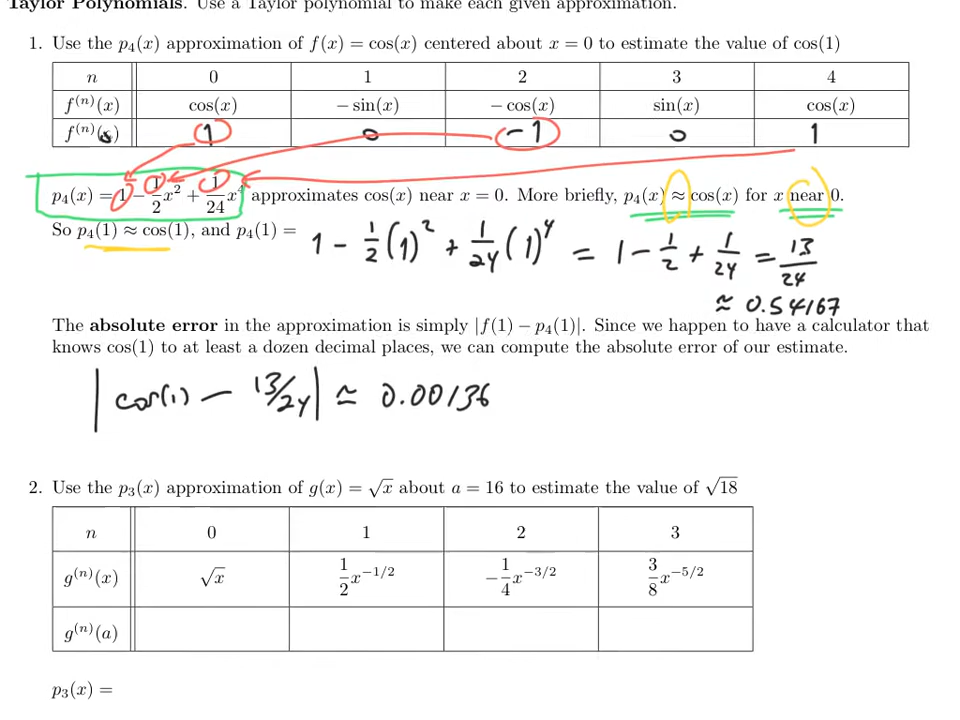 Taylor Polynomials. Use a Taylor polynomial to make each given approximation.
1. Use the p₄(x) approximation of f(x) = cos(x) centered about x = 0 to estimate the value of cos(1)
n 0 1 2 3 4
f⁽ⁿ⁾(x) cos(x) − sin(x) − cos(x) sin(x) cos(x)
f⁽ⁿ⁾( ) 1 0 −1 0 1
p₄(x) = 1 − 1/2 x² + 1/24 x⁴ approximates cos(x) near x = 0. More briefly, p₄(x) ≈ cos(x) for x near 0.
So p₄(1) ≈ cos(1), and p₄(1) = 1 − 1/2 (1)² + 1/24 (1)⁴ = 1 − 1/2 + 1/24 = 13/24
≈ 0.54167
The absolute error in the approximation is simply |f(1) − p₄(1)|. Since we happen to have a calculator that
knows cos(1) to at least a dozen decimal places, we can compute the absolute error of our estimate.
| cos(1) − 13/24 | ≈ 0.00136
2. Use the p₃(x) approximation of g(x) = √x about a = 16 to estimate the value of √18
n 0 1 2 3
g⁽ⁿ⁾(x) √x 1/2 x^−1/2 −1/4 x^−3/2 3/8 x^−5/2
g⁽ⁿ⁾(a)
p₃(x) =